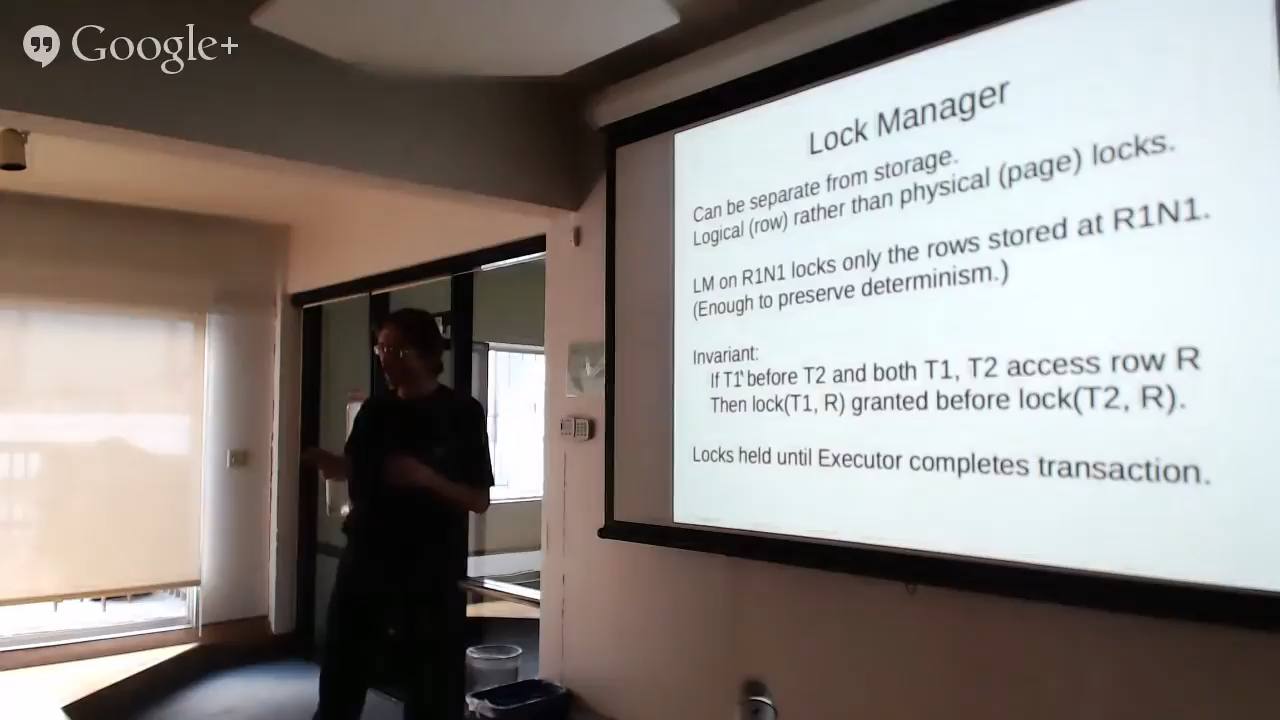 Google+
Lock Manager
Can be separate from storage.
Logical (row) rather than physical (page) locks.
LM on R1N1 locks only the rows stored at R1N1.
(Enough to preserve determinism.)
Invariant:
If T1 before T2 and both T1, T2 access row R
Then lock(T1, R) granted before lock(T2, R).
Locks held until Executor completes transaction.